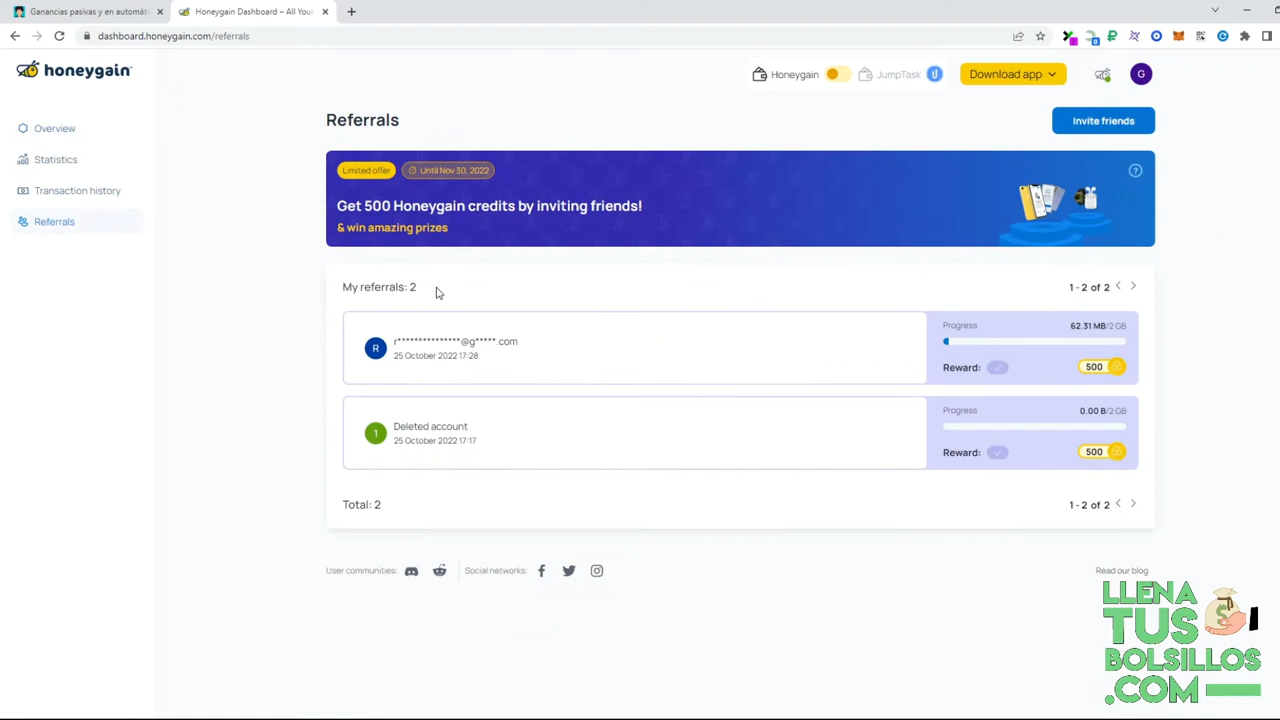 Ganancias pasivas y en automáti
Honeygain Dashboard – All Your
dashboard.honeygain.com/referrals
honeygain
Honeygain
JumpTask
Download app
G
Overview
Statistics
Transaction history
Referrals
Referrals
Invite friends
Limited offer
Until Nov 30, 2022
Get 500 Honeygain credits by inviting friends!
& win amazing prizes
My referrals: 2
1 - 2 of 2
R
r***************@g*****.com
25 October 2022 17:28
Progress
62.31 MB/2 GB
Reward:
500
1
Deleted account
25 October 2022 17:17
Progress
0.00 B/2 GB
Reward:
500
Total: 2
1 - 2 of 2
User communities:
Social networks:
Read our blog
LLENA
TUS
BOLSILLOS
.COM